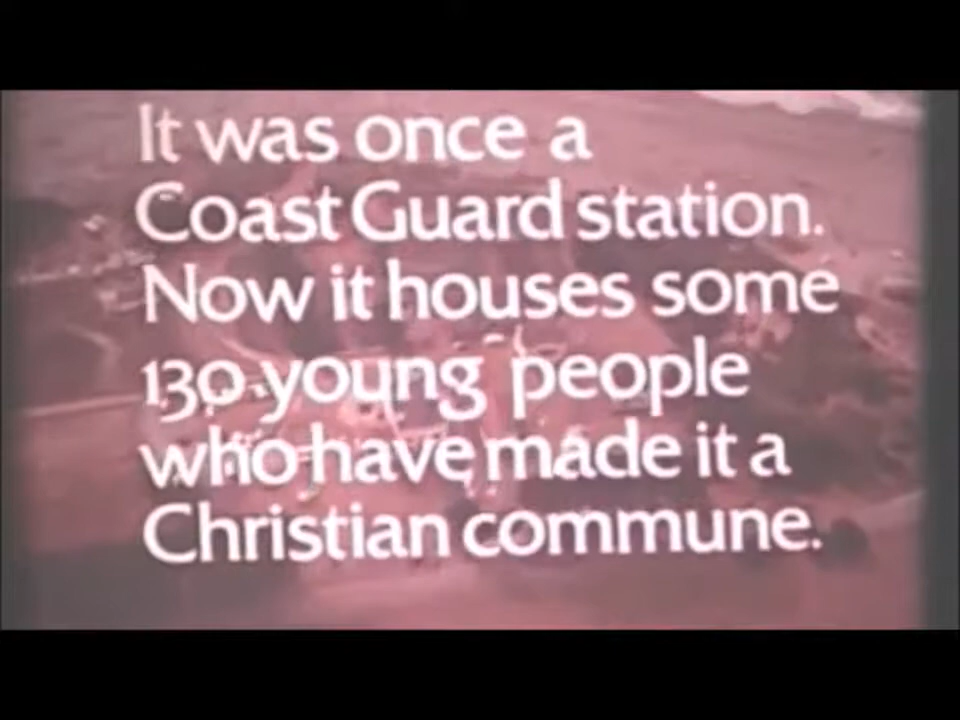 It was once a
Coast Guard station.
Now it houses some
130 young people
who have made it a
Christian commune.